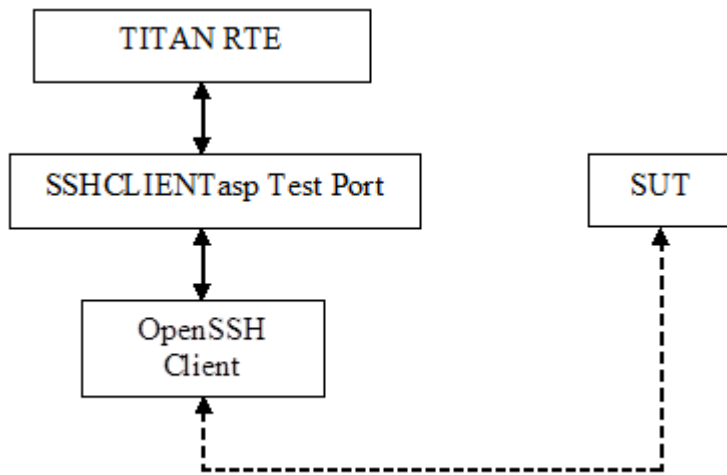 TITAN RTE
SSHCLIENTasp Test Port
SUT
OpenSSH
Client